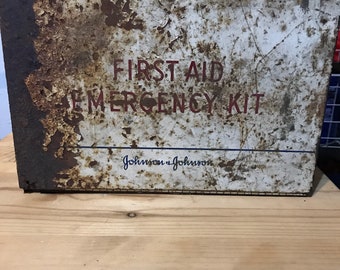 FIRST AID
EMERGENCY KIT
Johnson & Johnson